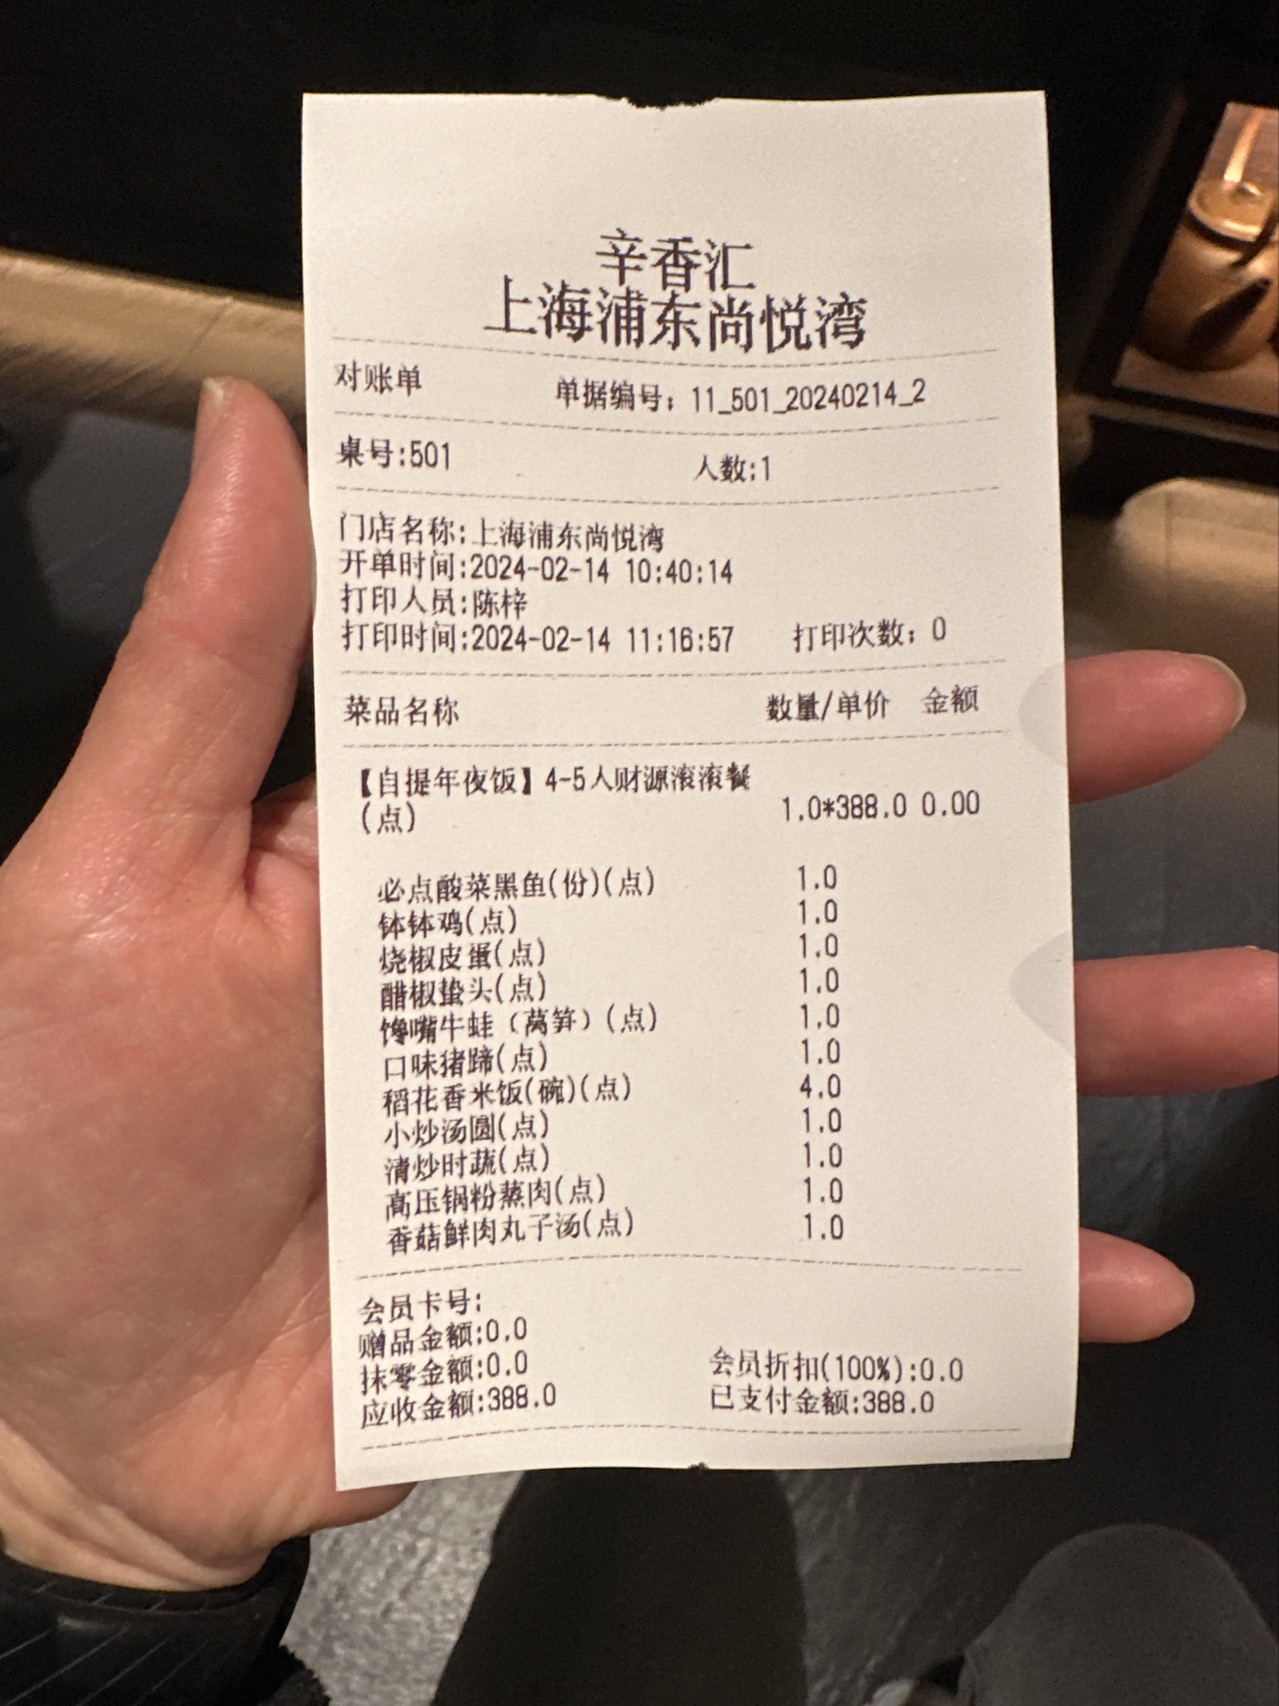 辛香汇
上海浦东尚悦湾
对账单 单据编号：11_501_20240214_2
桌号:501 人数:1
门店名称:上海浦东尚悦湾
开单时间:2024-02-14 10:40:14
打印人员:陈梓
打印时间:2024-02-14 11:16:57 打印次数：0
菜品名称 数量/单价 金额
【自提年夜饭】4-5人财源滚滚餐
(点) 1.0*388.0 0.00
必点酸菜黑鱼(份)(点) 1.0
钵钵鸡(点) 1.0
烧椒皮蛋(点) 1.0
醋椒蛰头(点) 1.0
馋嘴牛蛙（莴笋）(点) 1.0
口味猪蹄(点) 1.0
稻花香米饭(碗)(点) 4.0
小炒汤圆(点) 1.0
清炒时蔬(点) 1.0
高压锅粉蒸肉(点) 1.0
香菇鲜肉丸子汤(点) 1.0
会员卡号:
赠品金额:0.0
抹零金额:0.0 会员折扣(100%):0.0
应收金额:388.0 已支付金额:388.0